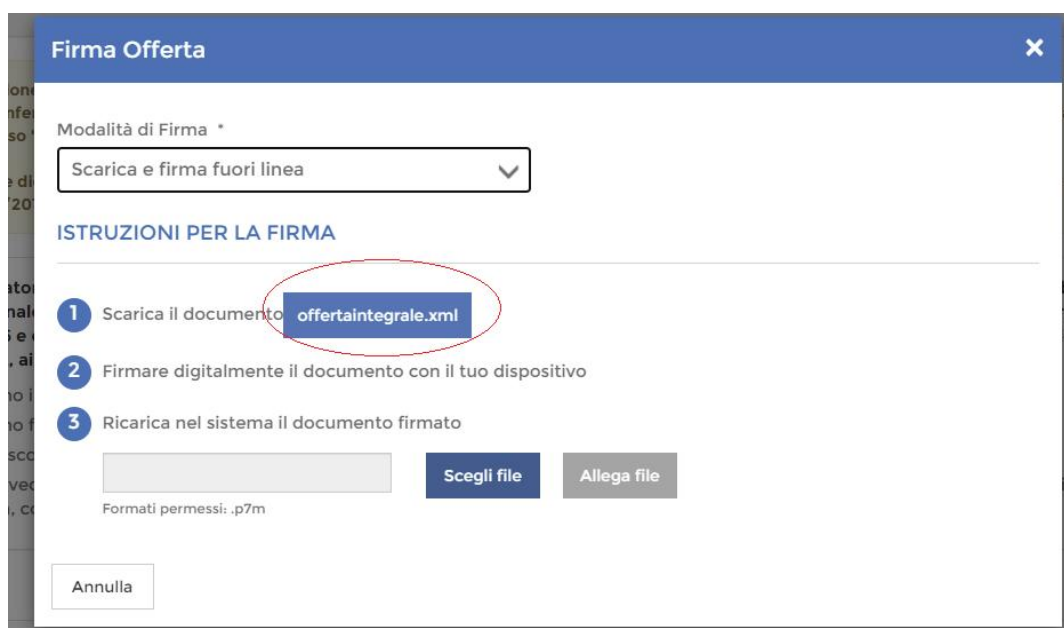 Firma Offerta
Modalità di Firma *
Scarica e firma fuori linea
ISTRUZIONI PER LA FIRMA
1 Scarica il documento offertaintegrale.xml
2 Firmare digitalmente il documento con il tuo dispositivo
3 Ricarica nel sistema il documento firmato
Scegli file Allega file
Formati permessi: .p7m
Annulla